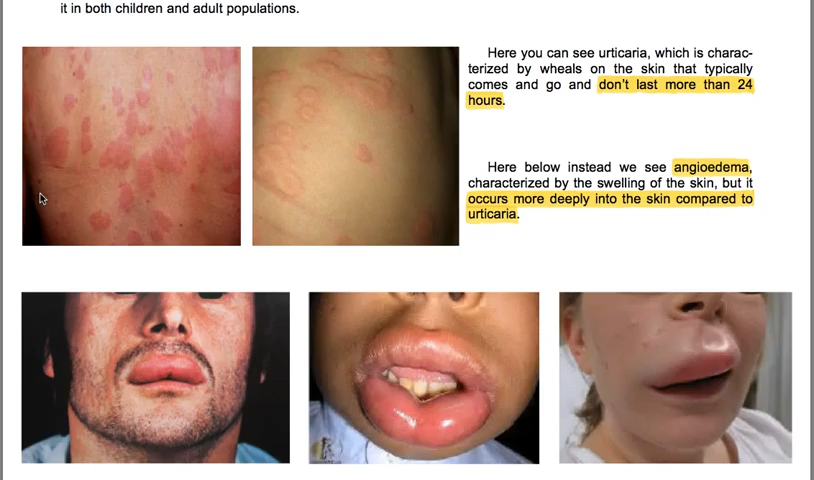 it in both children and adult populations.
Here you can see urticaria, which is charac-
terized by wheals on the skin that typically
comes and go and don't last more than 24
hours.
Here below instead we see angioedema,
characterized by the swelling of the skin, but it
occurs more deeply into the skin compared to
urticaria.